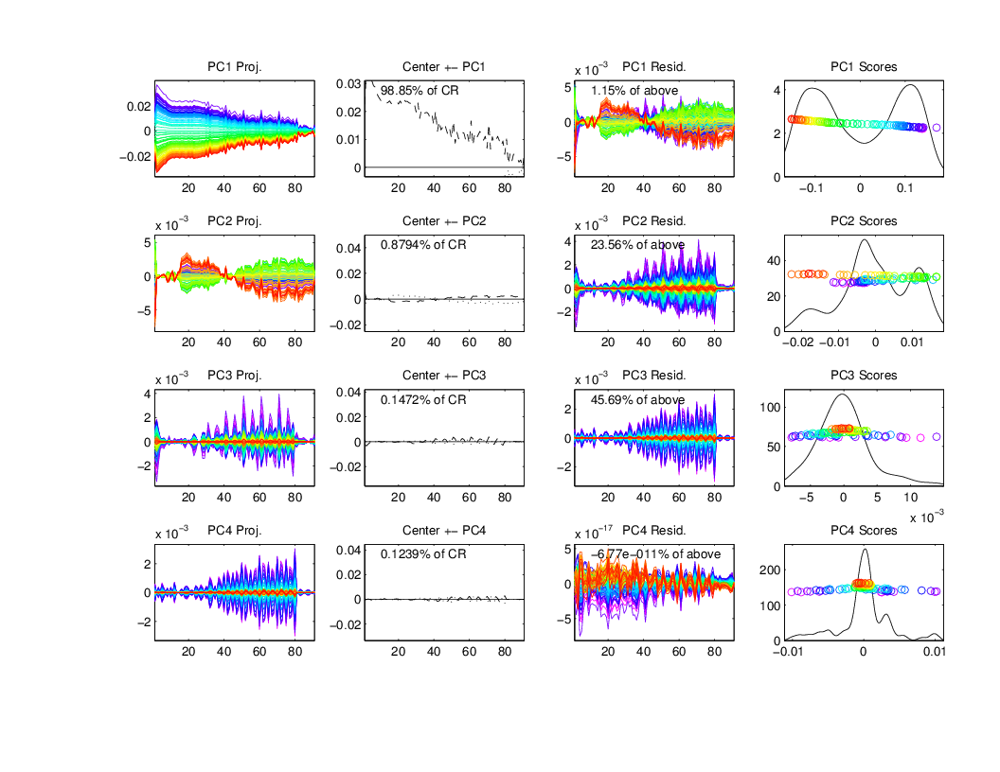 PC1 Proj.
0.02
0
−0.02
20 40 60 80
Center +− PC1
98.85% of CR
0.03
0.02
0.01
0
20 40 60 80
x 10⁻³ PC1 Resid.
1.15% of above
5
0
−5
20 40 60 80
PC1 Scores
4
2
0
−0.1 0 0.1
x 10⁻³ PC2 Proj.
5
0
−5
20 40 60 80
Center +− PC2
0.8794% of CR
0.04
0.02
0
−0.02
20 40 60 80
x 10⁻³ PC2 Resid.
23.56% of above
4
2
0
−2
20 40 60 80
PC2 Scores
40
20
0
−0.02 −0.01 0 0.01
x 10⁻³ PC3 Proj.
4
2
0
−2
20 40 60 80
Center +− PC3
0.1472% of CR
0.04
0.02
0
−0.02
20 40 60 80
x 10⁻³ PC3 Resid.
45.69% of above
2
0
−2
20 40 60 80
PC3 Scores
100
50
0
−5 0 5 10
x 10⁻³
x 10⁻³ PC4 Proj.
2
0
−2
20 40 60 80
Center +− PC4
0.1239% of CR
0.04
0.02
0
−0.02
20 40 60 80
x 10⁻¹⁷ PC4 Resid.
−6.77e−011% of above
5
0
−5
20 40 60 80
PC4 Scores
200
100
0
−0.01 0 0.01